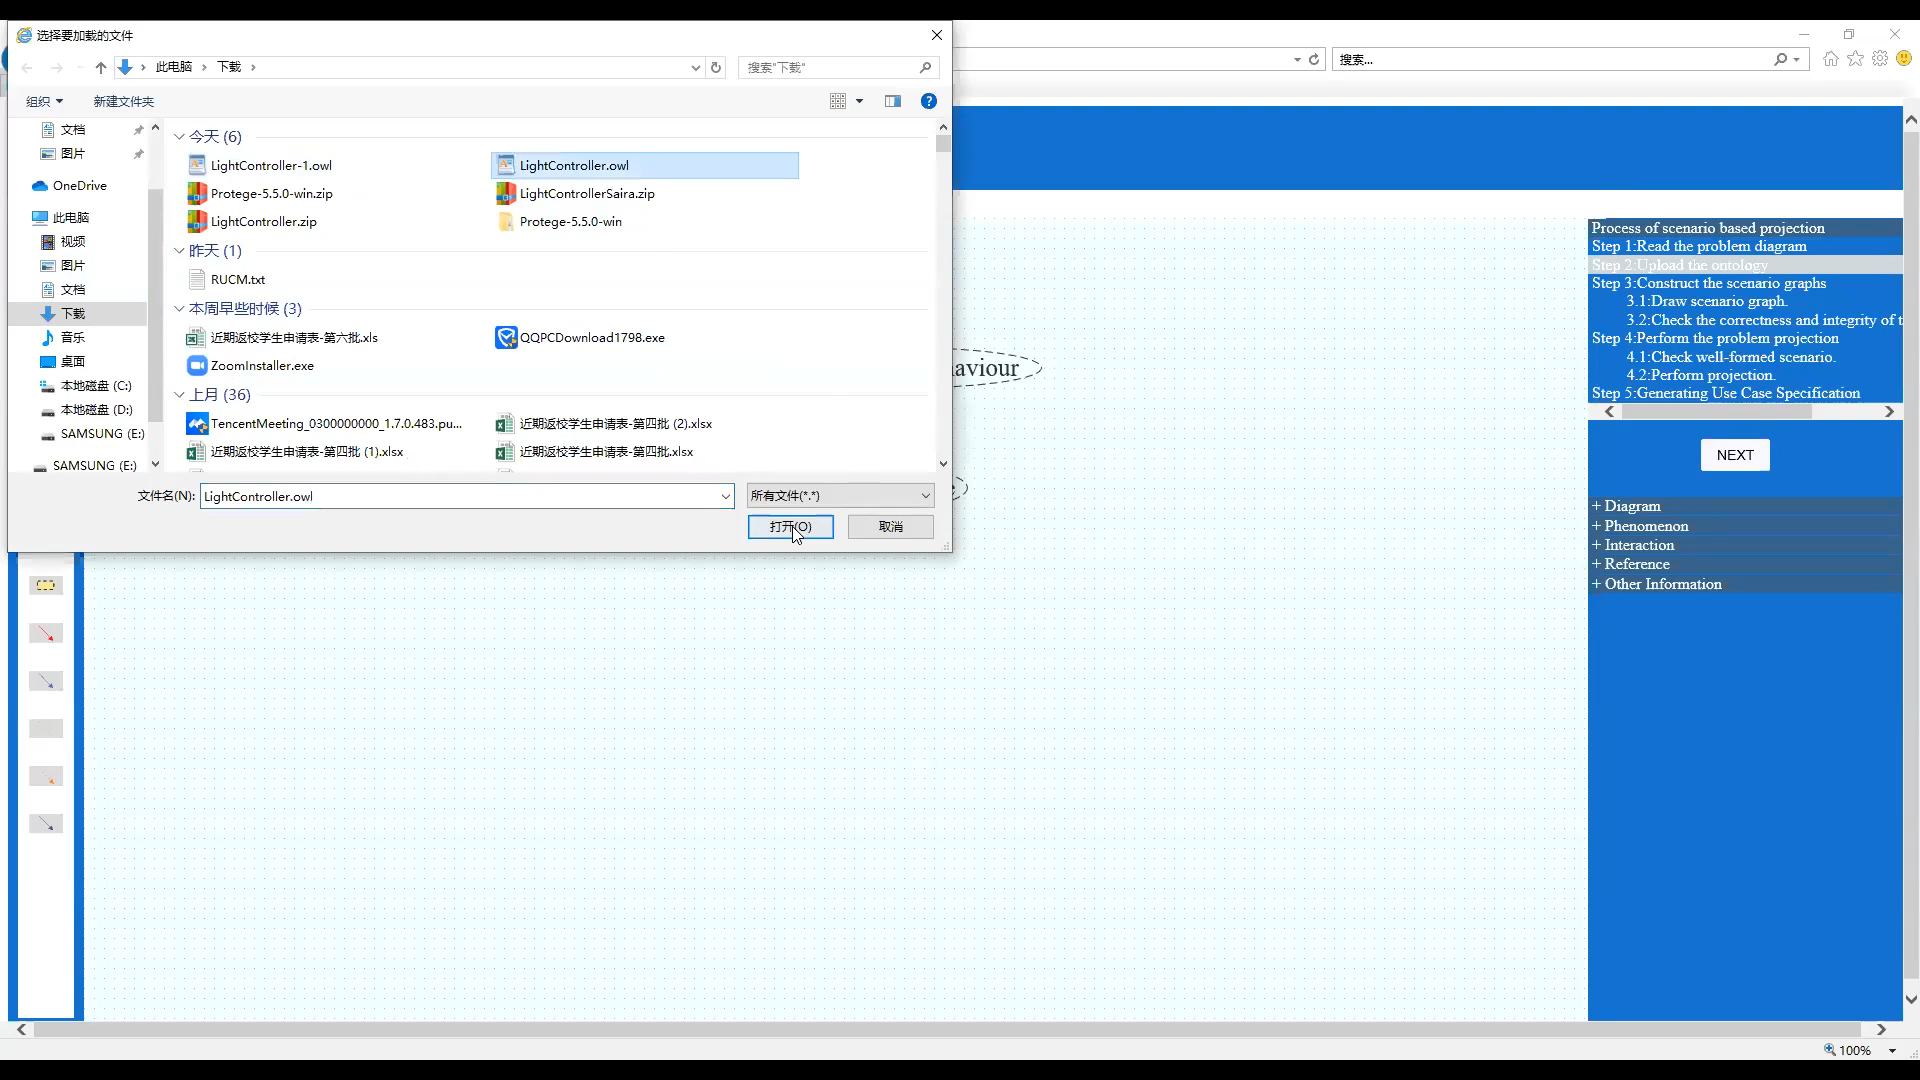 选择要加载的文件
此电脑
下载
搜索"下载"
搜索...
组织
新建文件夹
文档
图片
OneDrive
此电脑
视频
图片
文档
下载
音乐
桌面
本地磁盘 (C:)
本地磁盘 (D:)
SAMSUNG (E:)
SAMSUNG (E:)
今天 (6)
LightController-1.owl
LightController.owl
Protege-5.5.0-win.zip
LightControllerSaira.zip
LightController.zip
Protege-5.5.0-win
昨天 (1)
RUCM.txt
本周早些时候 (3)
近期返校学生申请表-第六批.xls
QQPCDownload1798.exe
ZoomInstaller.exe
上月 (36)
TencentMeeting_0300000000_1.7.0.483.pu...
近期返校学生申请表-第四批 (2).xlsx
近期返校学生申请表-第四批 (1).xlsx
近期返校学生申请表-第四批.xlsx
文件名(N):
LightController.owl
所有文件(*.*)
打开(O)
取消
aviour
Process of scenario based projection
Step 1:Read the problem diagram
Step 2:Upload the ontology
Step 3:Construct the scenario graphs
3.1:Draw scenario graph.
3.2:Check the correctness and integrity of t
Step 4:Perform the problem projection
4.1:Check well-formed scenario.
4.2:Perform projection.
Step 5:Generating Use Case Specification
NEXT
+ Diagram
+ Phenomenon
+ Interaction
+ Reference
+ Other Information
100%